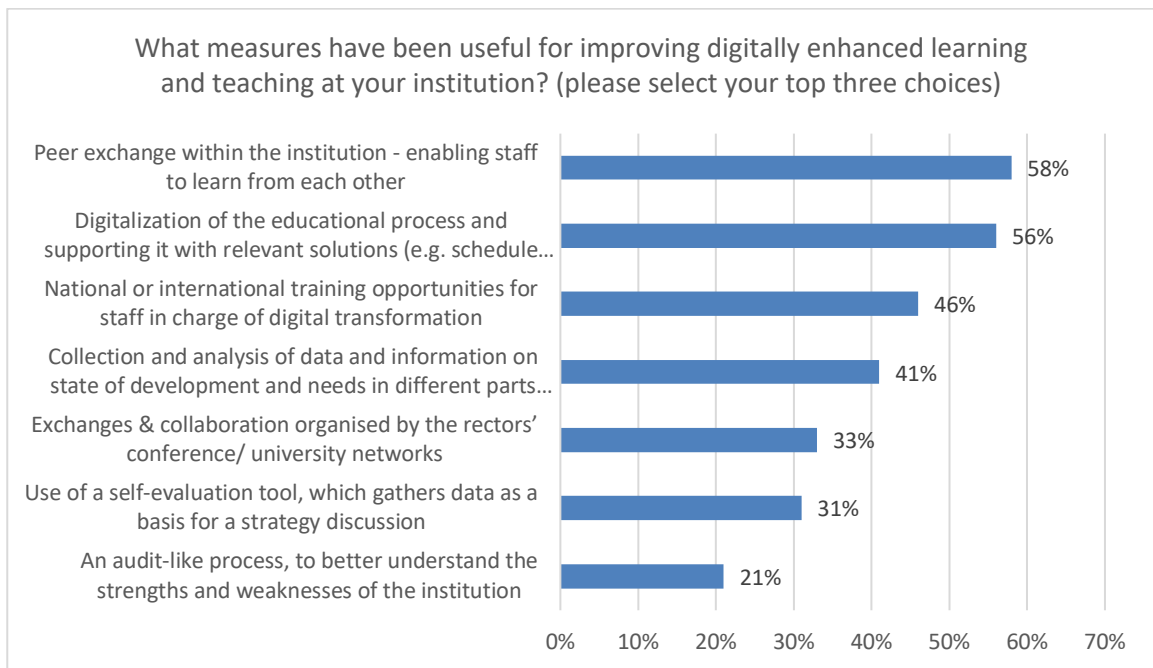 What measures have been useful for improving digitally enhanced learning
and teaching at your institution? (please select your top three choices)
Peer exchange within the institution - enabling staff
to learn from each other
58%
Digitalization of the educational process and
supporting it with relevant solutions (e.g. schedule...
56%
National or international training opportunities for
staff in charge of digital transformation
46%
Collection and analysis of data and information on
state of development and needs in different parts...
41%
Exchanges & collaboration organised by the rectors’
conference/ university networks
33%
Use of a self-evaluation tool, which gathers data as a
basis for a strategy discussion
31%
An audit-like process, to better understand the
strengths and weaknesses of the institution
21%
0% 10% 20% 30% 40% 50% 60% 70%